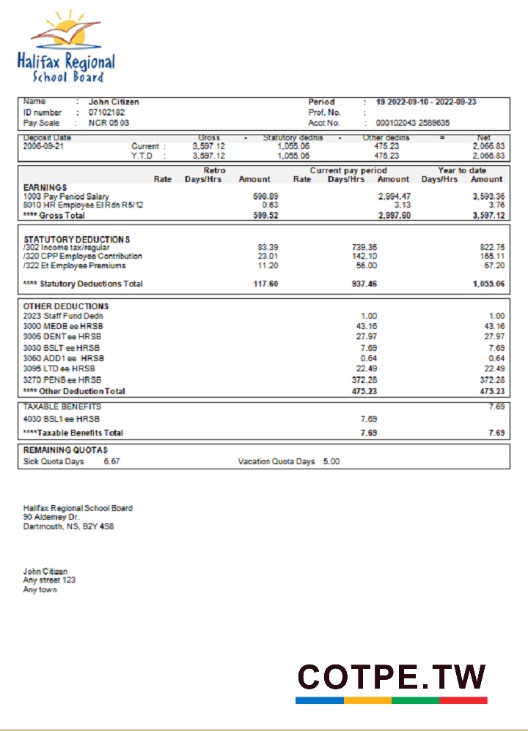 Halifax Regional
School Board
Name : John Citizen Period : 19 2022-09-10 - 2022-09-23
ID number : 07102182 Prof. No. :
Pay Scale : NCR 05 03 Acct No. : 000102043 2589635
Deposit Date Gross - Statutory dedns - Other dedns = Net
2006-09-21 Current : 3,597.12 1,055.06 475.23 2,066.83
Y.T.D : 3,597.12 1,055.06 475.23 2,066.83
Retro Current pay period Year to date
Rate Days/Hrs Amount Rate Days/Hrs Amount Days/Hrs Amount
EARNINGS
1003 Pay Period Salary 598.89 2,994.47 3,593.36
8010 HR Employee EI Rdn R5/12 0.63 3.13 3.76
**** Gross Total 599.52 2,997.60 3,597.12
STATUTORY DEDUCTIONS
/302 Income tax/regular 83.39 739.36 822.75
/320 CPP Employee Contribution 23.01 142.10 165.11
/322 Et Employee Premiums 11.20 56.00 67.20
**** Statutory Deductions Total 117.60 937.46 1,055.06
OTHER DEDUCTIONS
2023 Staff Fund Dedn 1.00 1.00
3000 MEDB ee HRSB 43.16 43.16
3005 DENT ee HRSB 27.97 27.97
3030 BSLT ee HRSB 7.69 7.69
3060 ADD1 ee HRSB 0.64 0.64
3095 LTD ee HRSB 22.49 22.49
3270 PENS ee HRSB 372.28 372.28
**** Other Deduction Total 475.23 475.23
TAXABLE BENEFITS 7.69
4030 BSL1 ee HRSB 7.69
****Taxable Benefits Total 7.69 7.69
REMAINING QUOTAS
Sick Quota Days 6.67 Vacation Quota Days 5.00
Halifax Regional School Board
90 Alderney Dr.
Dartmouth, NS, B2Y 4S8
John Citizen
Any street 123
Any town
COTPE.TW